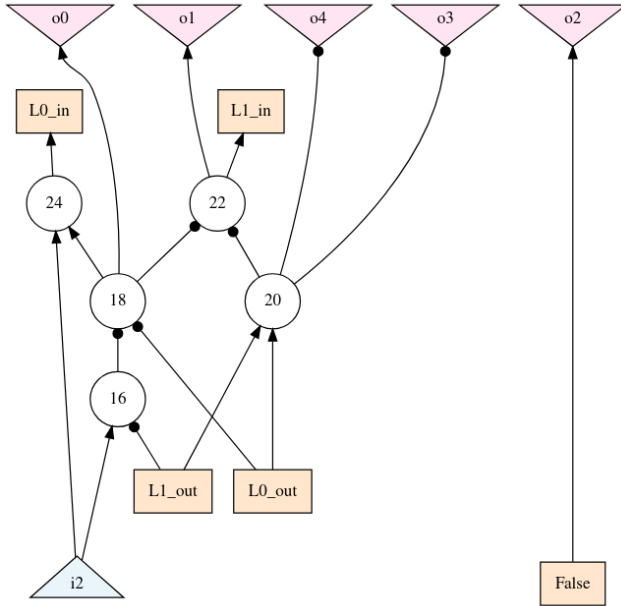 o0
o1
o4
o3
o2
L0_in
L1_in
24
22
18
20
16
L1_out
L0_out
i2
False